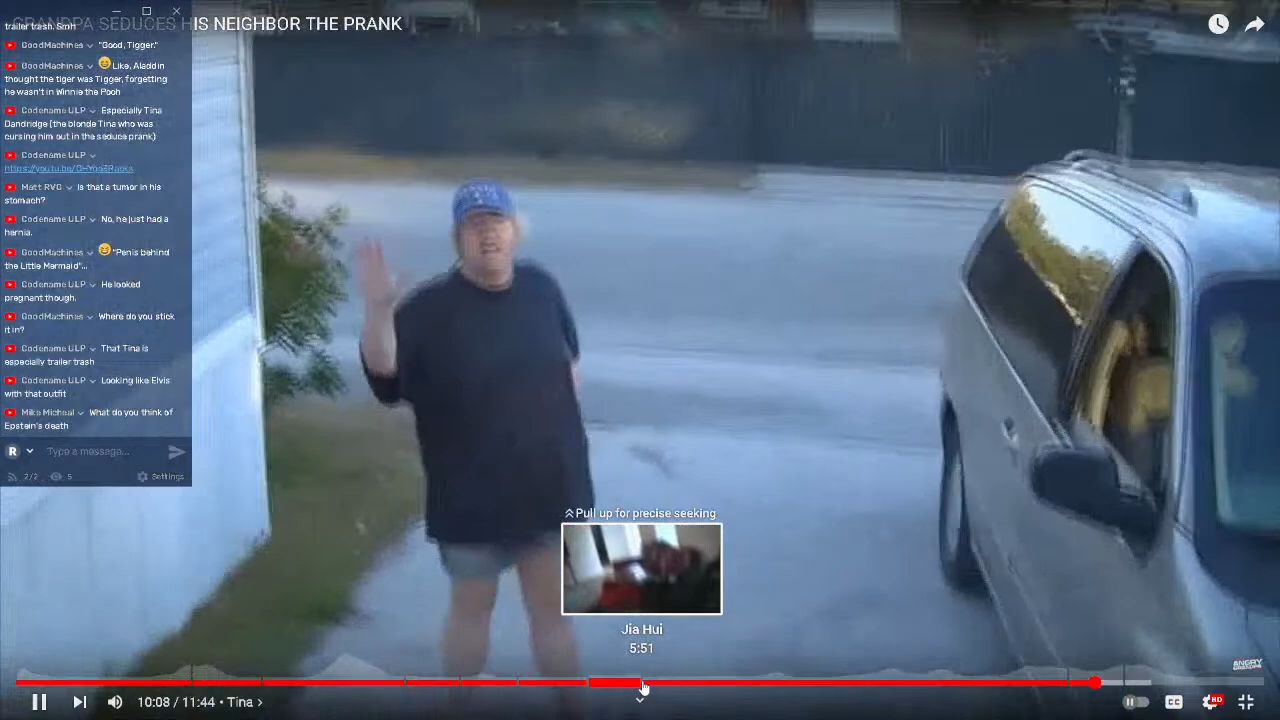 GRANDPA SEDUCES HIS NEIGHBOR THE PRANK
trailer trash. Smh
GoodMachines "Good, Tigger."
GoodMachines Like, Aladdin
thought the tiger was Tigger, forgetting
he wasn't in Winnie the Pooh
Codename ULP Especially Tina
Dandridge (the blonde Tina who was
cursing him out in the seduce prank)
Codename ULP
Matt RVD Is that a tumor in his
stomach?
Codename ULP No, he just had a
hernia.
GoodMachines "Penis behind
the Little Mermaid"...
Codename ULP He looked
pregnant though.
GoodMachines Where do you stick
it in?
Codename ULP That Tina is
especially trailer trash
Codename ULP Looking like Elvis
with that outfit
Mike Micheal What do you think of
Epstein's death
R Type a message...
2/2 5 Settings
Pull up for precise seeking
Jia Hui
5:51
ANGRY
GRANDPA
10:08 / 11:44 • Tina
CC
HD